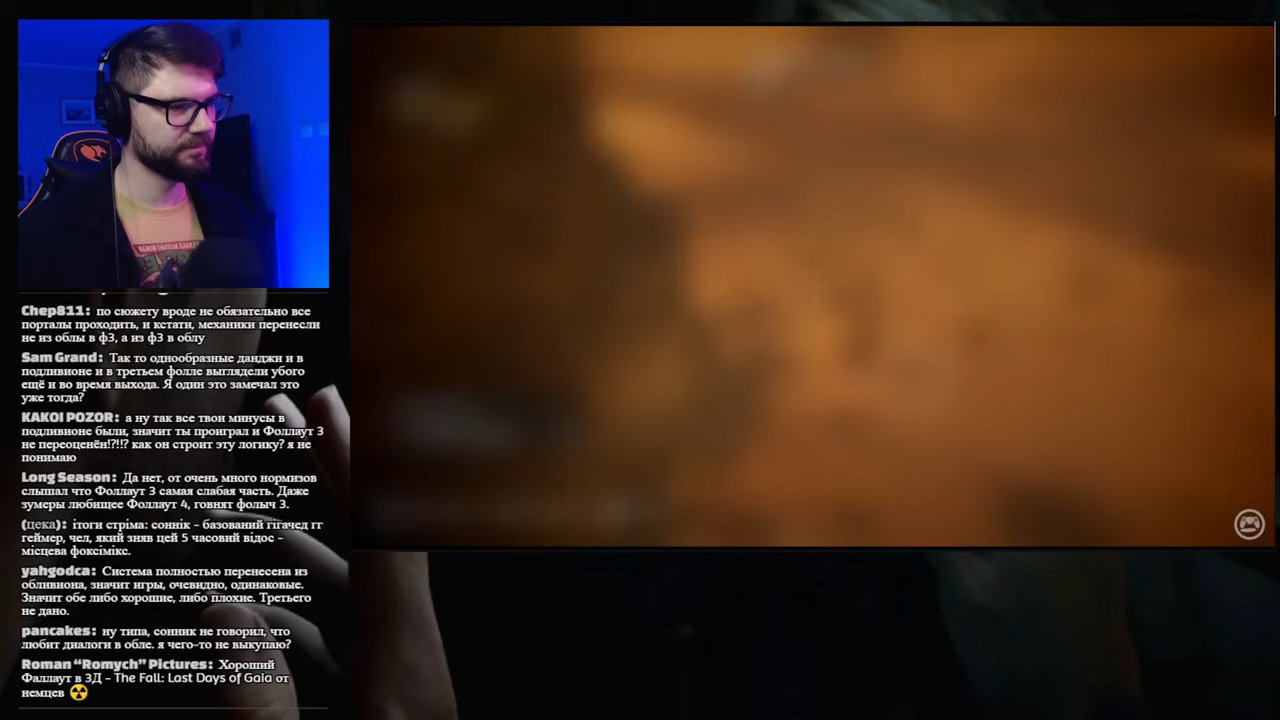 Chep811: по сюжету вроде не обязательно все
порталы проходить, и кстати, механики перенесли
не из облы в ф3, а из ф3 в облу
Sam Grand: Так то однообразные данджи и в
подливионе и в третьем фолле выглядели убого
ещё и во время выхода. Я один это замечал это
уже тогда?
KAKOI POZOR: а ну так все твои минусы в
подливионе были, значит ты проиграл и Фоллаут 3
не переоценён!?!!? как он строит эту логику? я не
понимаю
Long Season: Да нет, от очень много нормизов
слышал что Фоллаут 3 самая слабая часть. Даже
зумеры любищее Фоллаут 4, говнят фолыч 3.
(цека): ітоги стріма: соннік - базований гігачед гг
геймер, чел, який зняв цей 5 часовий відос -
місцева фоксімікс.
yahgodca: Система полностью перенесена из
обливиона, значит игры, очевидно, одинаковые.
Значит обе либо хорошие, либо плохие. Третьего
не дано.
pancakes: ну типа, сонник не говорил, что
любит диалоги в обле. я чего-то не выкупаю?
Roman “Romych” Pictures: Хороший
Фаллаут в 3Д - The Fall: Last Days of Gaia от
немцев